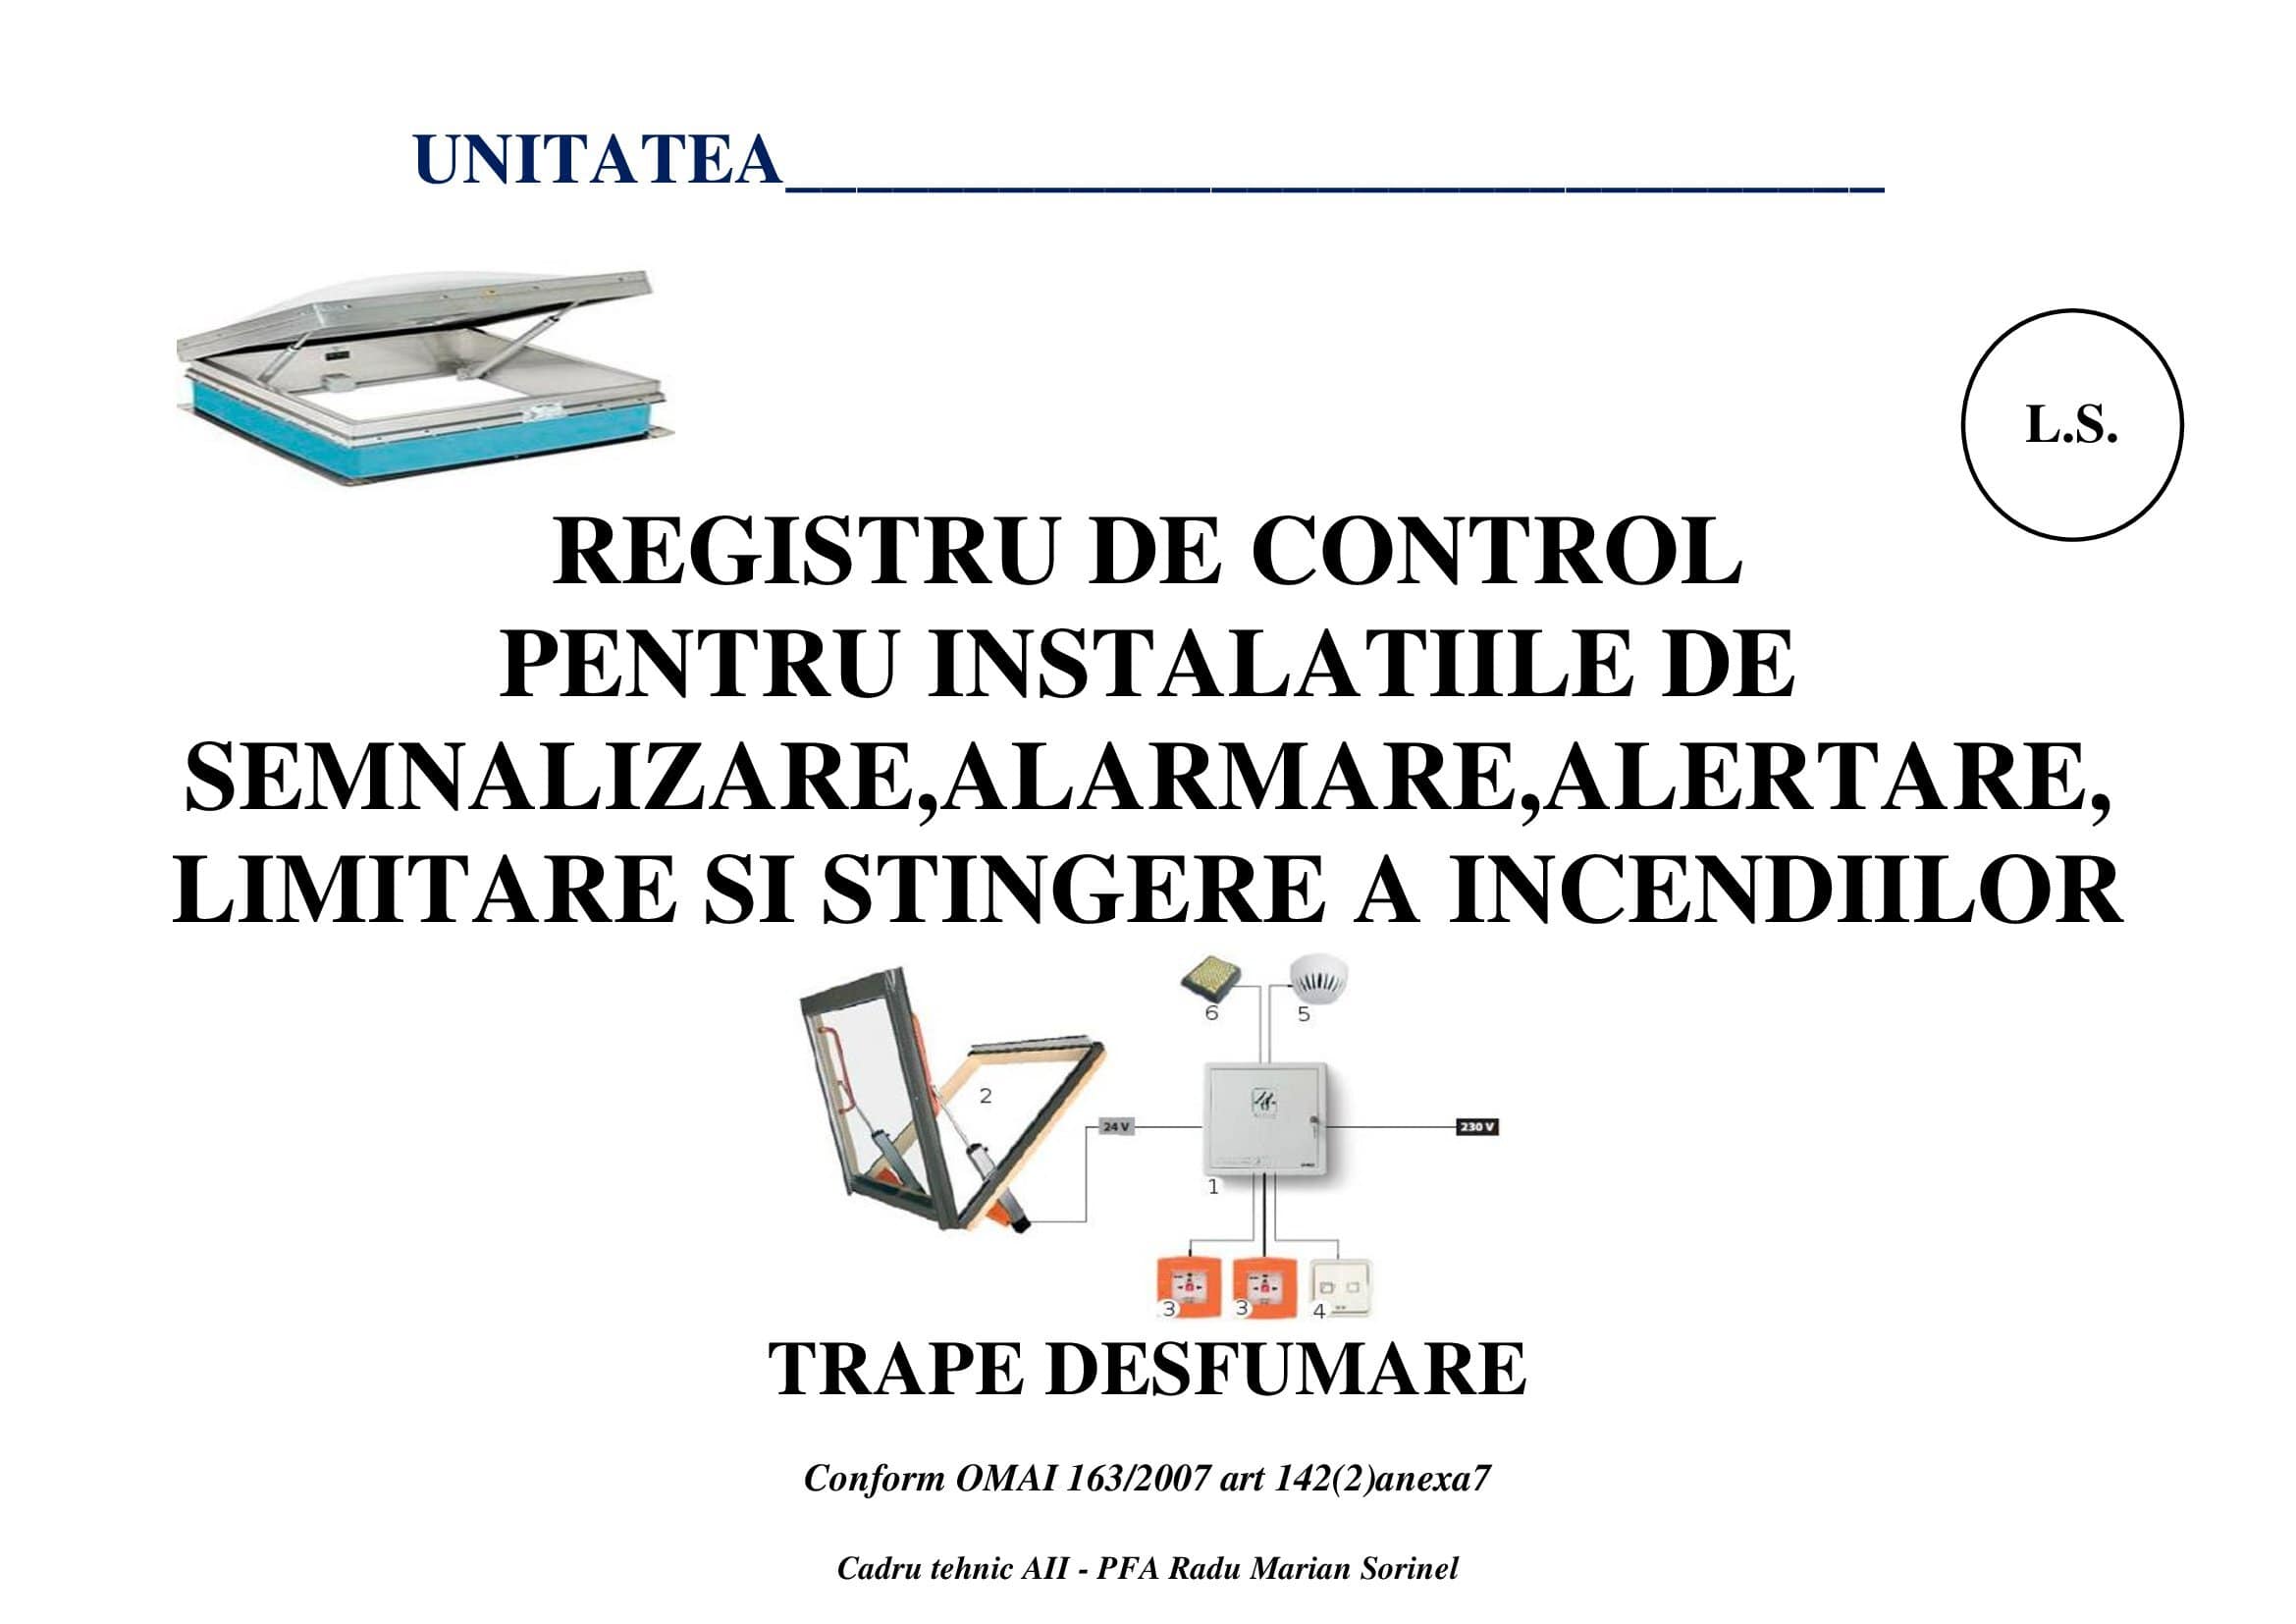 UNITATEA_______________________________
L.S.
REGISTRU DE CONTROL
PENTRU INSTALATIILE DE
SEMNALIZARE,ALARMARE,ALERTARE,
LIMITARE SI STINGERE A INCENDIILOR
6
5
2
24 V
230 V
1
3
3
4
TRAPE DESFUMARE
Conform OMAI 163/2007 art 142(2)anexa7
Cadru tehnic AII - PFA Radu Marian Sorinel